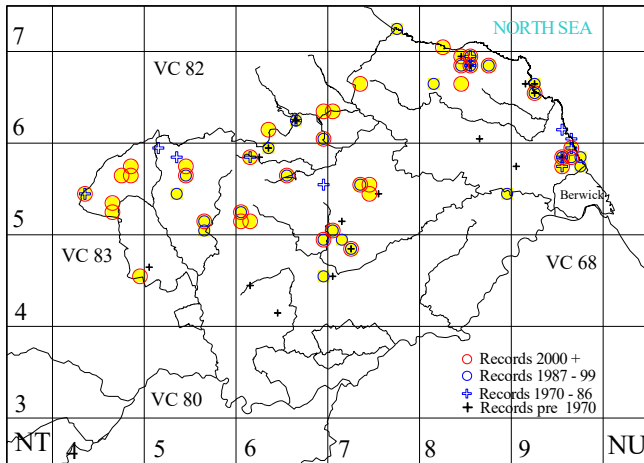 7
NORTH SEA
VC 82
6
Berwick
5
VC 83
VC 68
4
Records 2000 +
Records 1987 - 99
Records 1970 - 86
Records pre 1970
VC 80
3
NT 4 5 6 7 8 9 NU